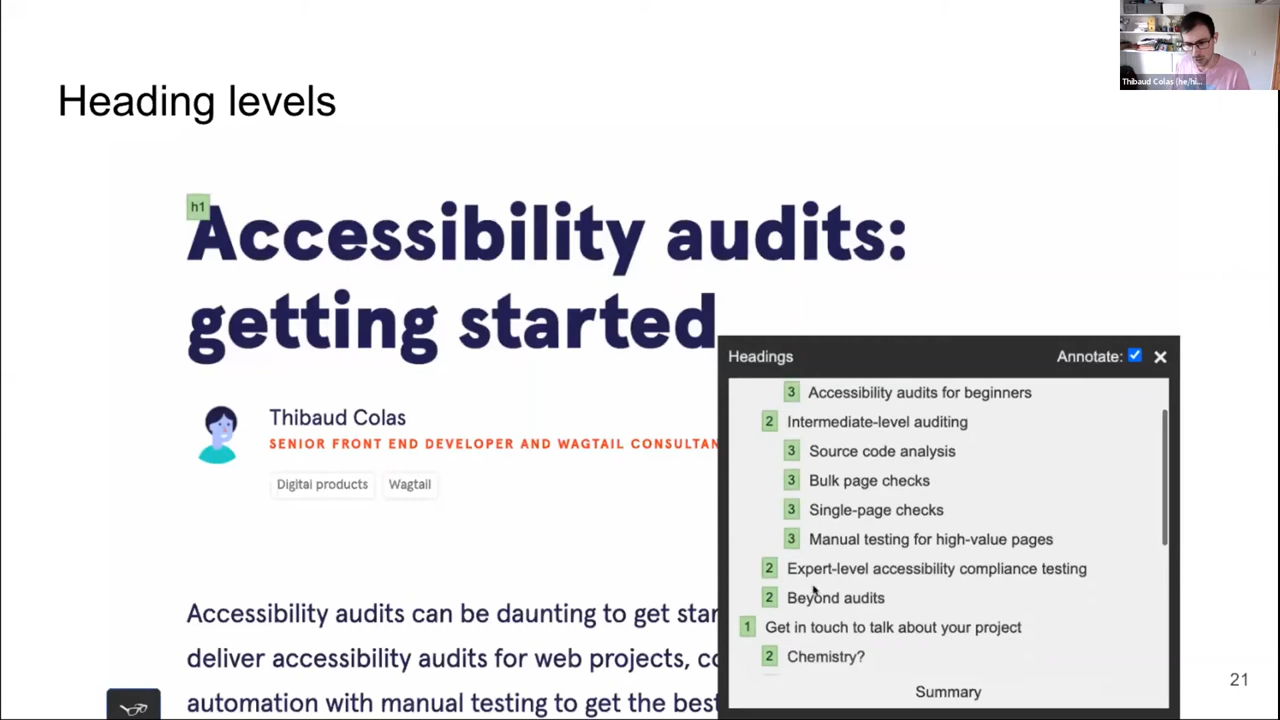 Thibaud Colas (he/hi...
Heading levels
h1
Accessibility audits:
getting started
Thibaud Colas
SENIOR FRONT END DEVELOPER AND WAGTAIL CONSULTAN
Digital products
Wagtail
Accessibility audits can be daunting to get star
deliver accessibility audits for web projects, co
automation with manual testing to get the best
Headings
Annotate:
3 Accessibility audits for beginners
2 Intermediate-level auditing
3 Source code analysis
3 Bulk page checks
3 Single-page checks
3 Manual testing for high-value pages
2 Expert-level accessibility compliance testing
2 Beyond audits
1 Get in touch to talk about your project
2 Chemistry?
Summary
21